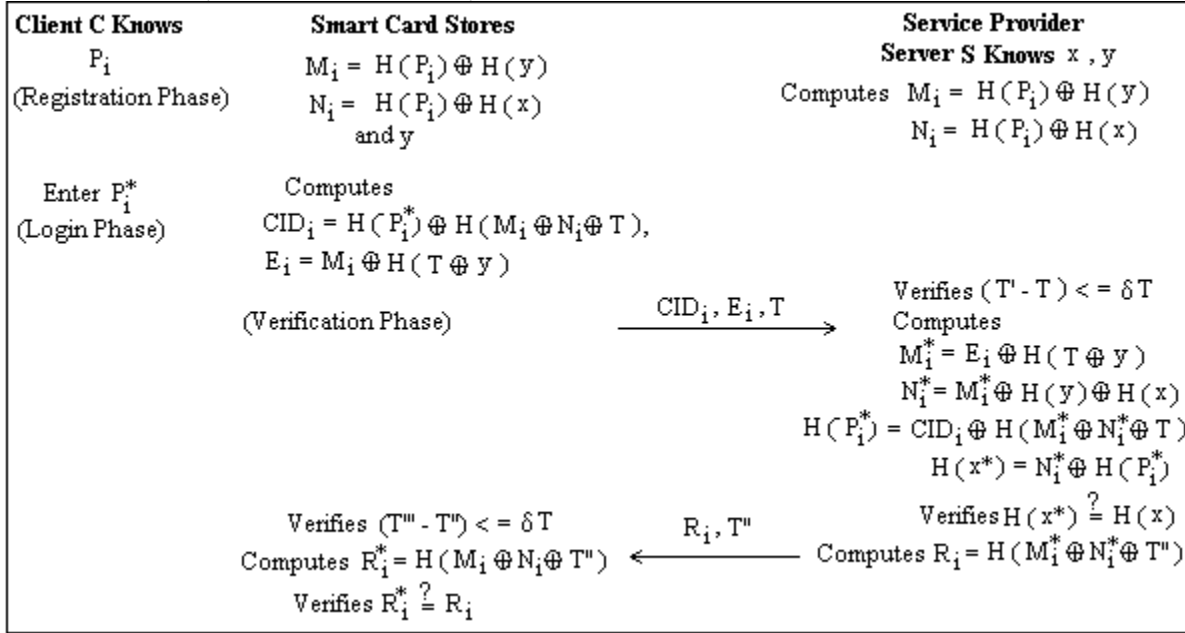 Client C Knows Smart Card Stores Service Provider
Server S Knows x , y
P_i M_i = H(P_i) ⊕ H(y)
(Registration Phase) N_i = H(P_i) ⊕ H(x) Computes M_i = H(P_i) ⊕ H(y)
and y N_i = H(P_i) ⊕ H(x)
Enter P_i^* Computes
(Login Phase) CID_i = H(P_i^*) ⊕ H(M_i ⊕ N_i ⊕ T),
E_i = M_i ⊕ H(T ⊕ y)
Verifies (T' - T) < = δT
(Verification Phase) CID_i, E_i, T Computes
M_i^* = E_i ⊕ H(T ⊕ y)
N_i^* = M_i^* ⊕ H(y) ⊕ H(x)
H(P_i^*) = CID_i ⊕ H(M_i^* ⊕ N_i^* ⊕ T)
H(x*) = N_i^* ⊕ H(P_i^*)
Verifies (T''' - T'') < = δT R_i, T'' Verifies H(x*) ≟ H(x)
Computes R_i^* = H(M_i ⊕ N_i ⊕ T'') Computes R_i = H(M_i^* ⊕ N_i^* ⊕ T'')
Verifies R_i^* ≟ R_i